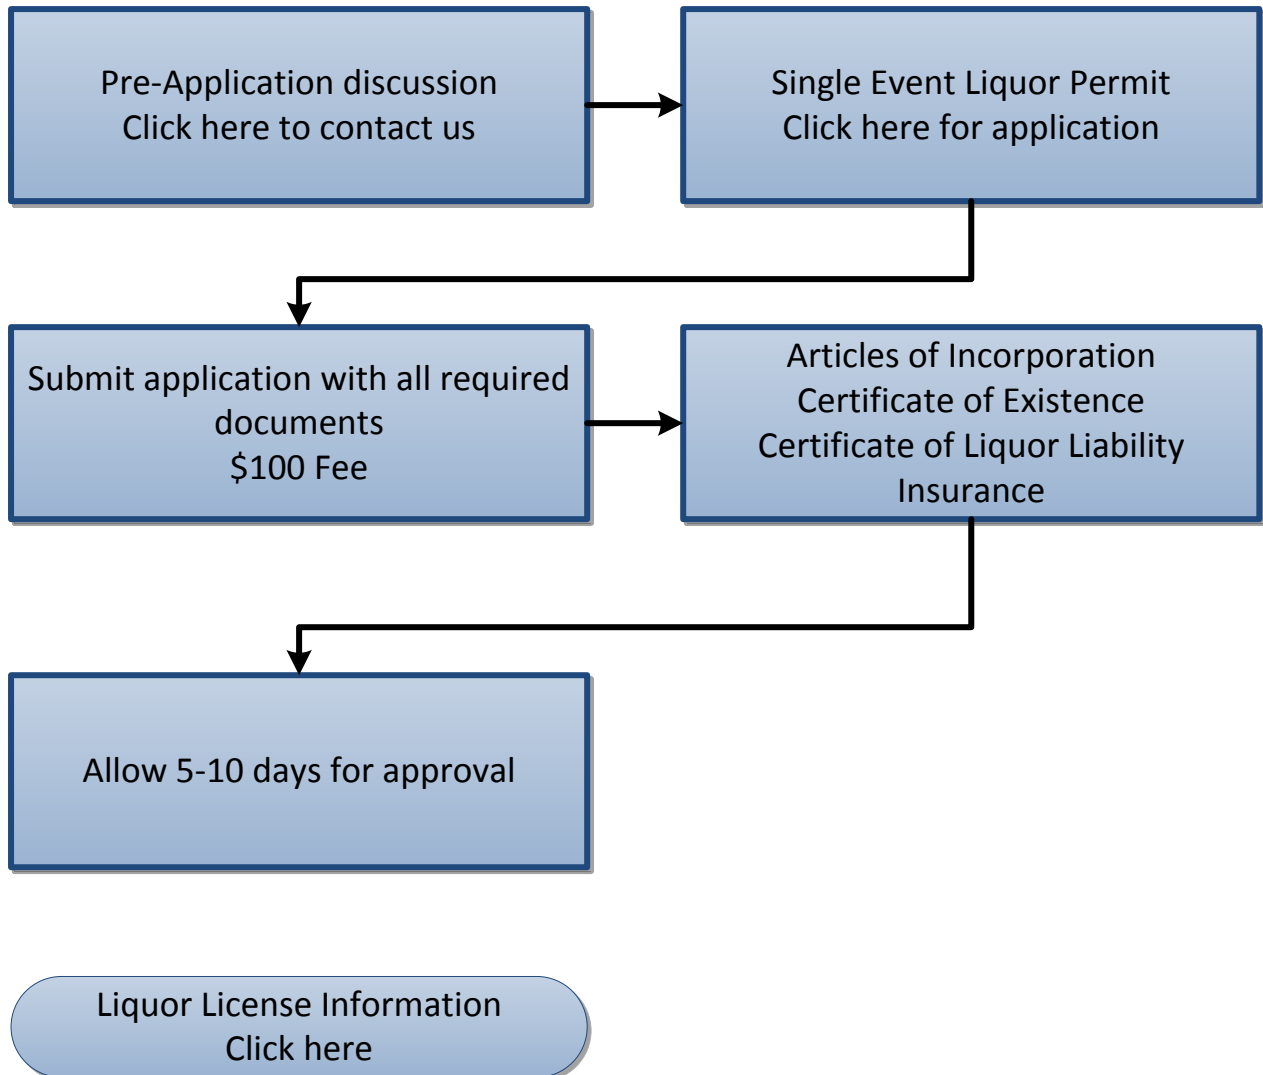 Pre-Application discussion
Click here to contact us
Single Event Liquor Permit
Click here for application
Submit application with all required
documents
$100 Fee
Articles of Incorporation
Certificate of Existence
Certificate of Liquor Liability
Insurance
Allow 5-10 days for approval
Liquor License Information
Click here